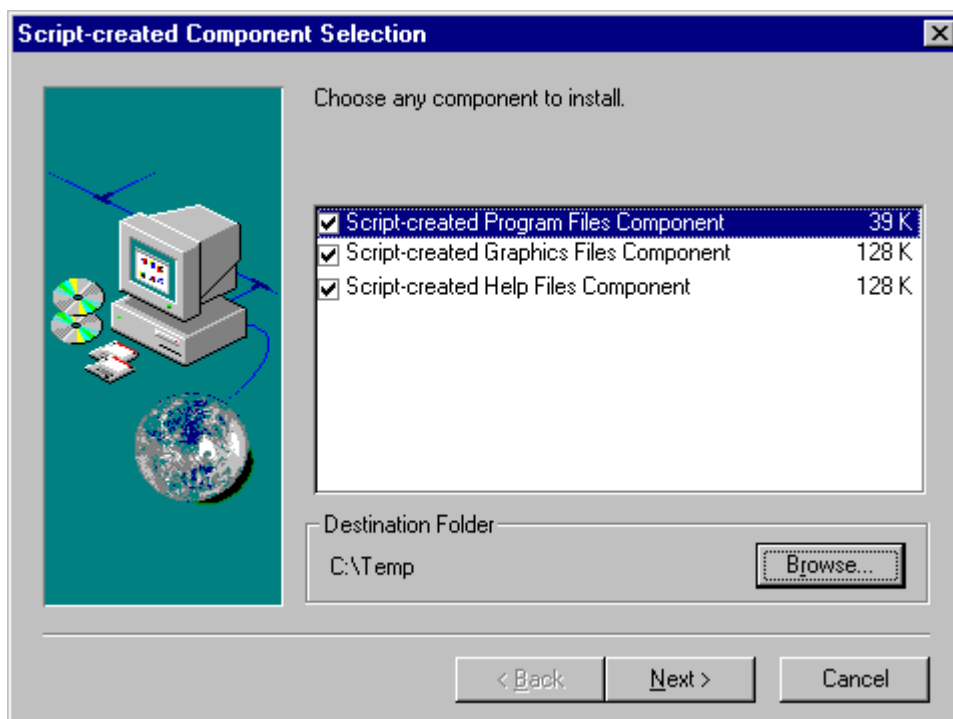 Script-created Component Selection
Choose any component to install.
Script-created Program Files Component 39 K
Script-created Graphics Files Component 128 K
Script-created Help Files Component 128 K
Destination Folder
C:\Temp
Browse...
< Back Next > Cancel